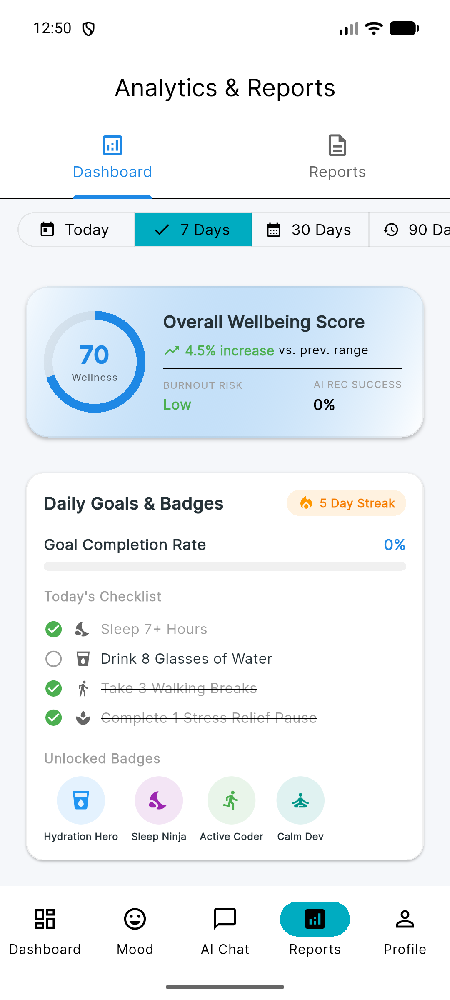 12:50
Analytics & Reports
Dashboard
Reports
Today
7 Days
30 Days
90 Da
70
Wellness
Overall Wellbeing Score
4.5% increase vs. prev. range
BURNOUT RISK
AI REC SUCCESS
Low
0%
Daily Goals & Badges
5 Day Streak
Goal Completion Rate
0%
Today's Checklist
Sleep 7+ Hours
Drink 8 Glasses of Water
Take 3 Walking Breaks
Complete 1 Stress Relief Pause
Unlocked Badges
Hydration Hero
Sleep Ninja
Active Coder
Calm Dev
Dashboard
Mood
AI Chat
Reports
Profile